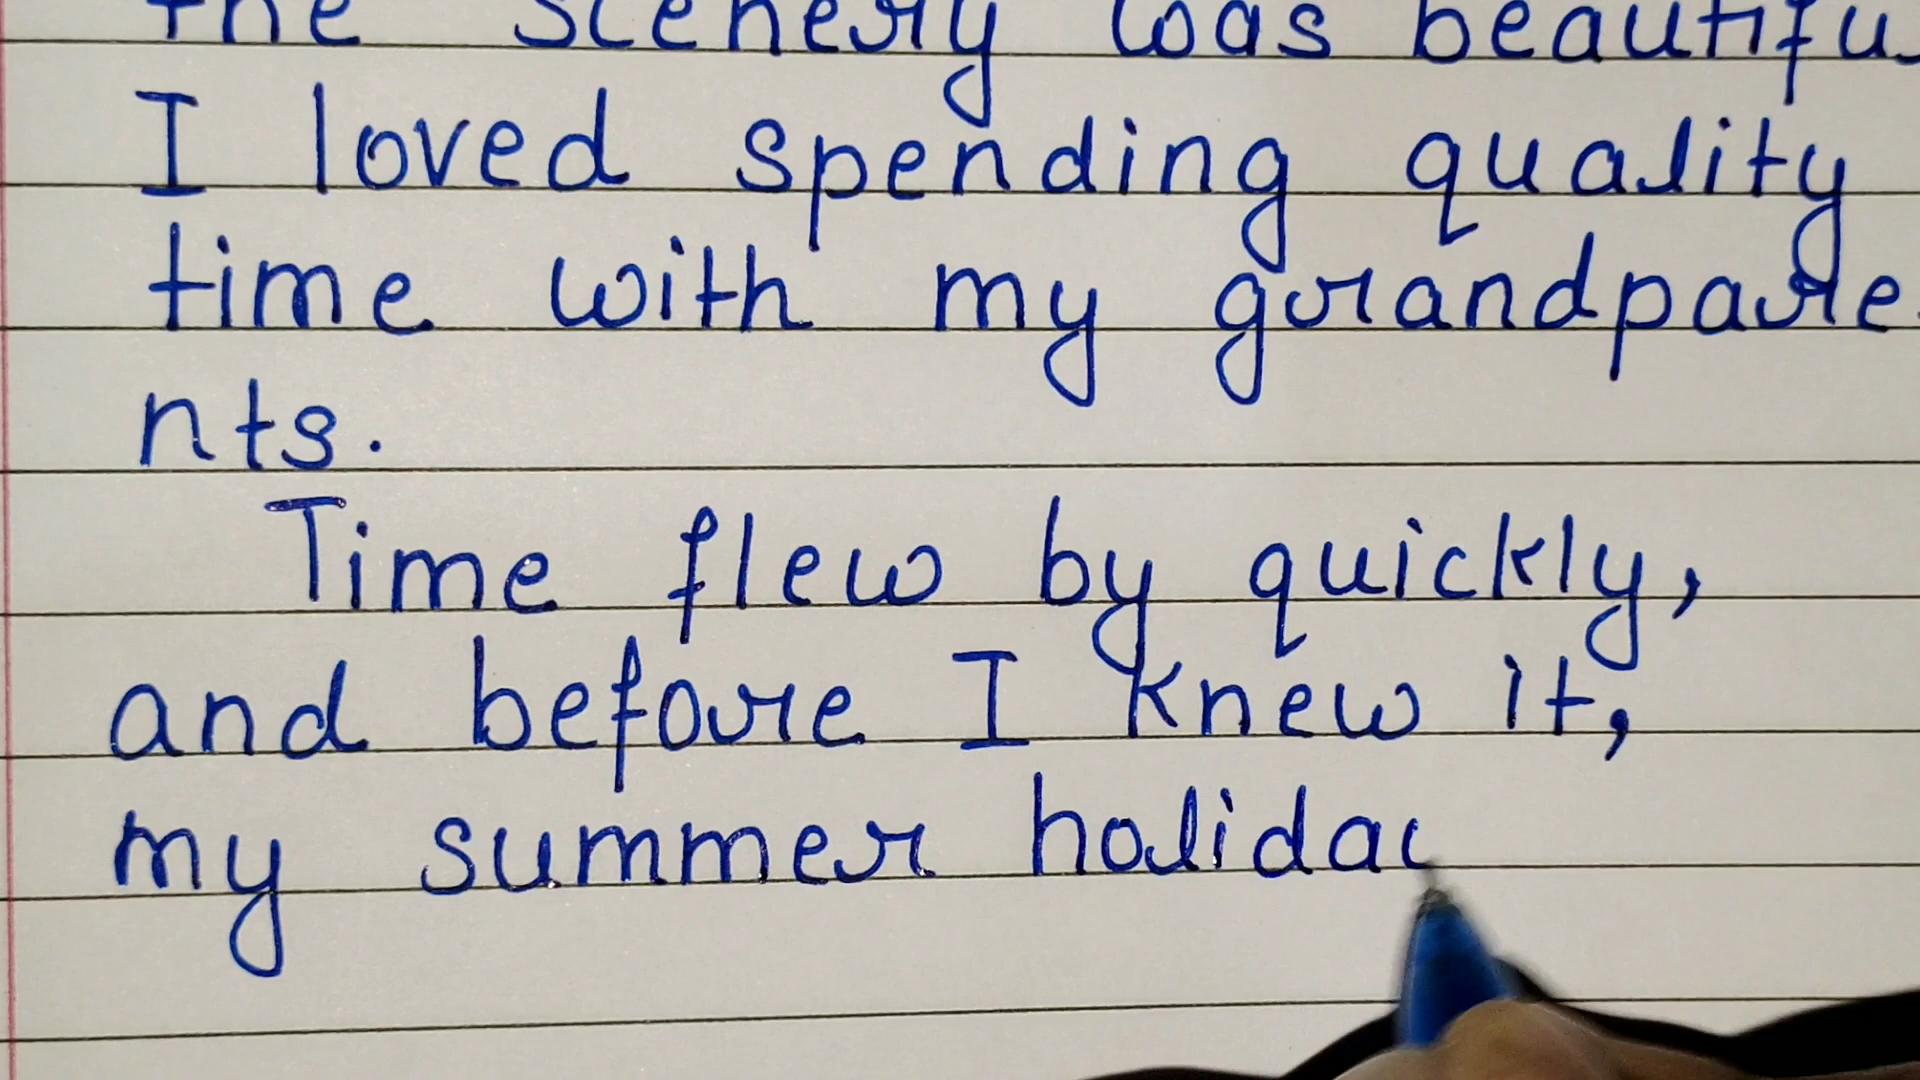 the scenery was beautifu
I loved spending quality
time with my grandpare
nts.
Time flew by quickly,
and before I knew it,
my summer holida